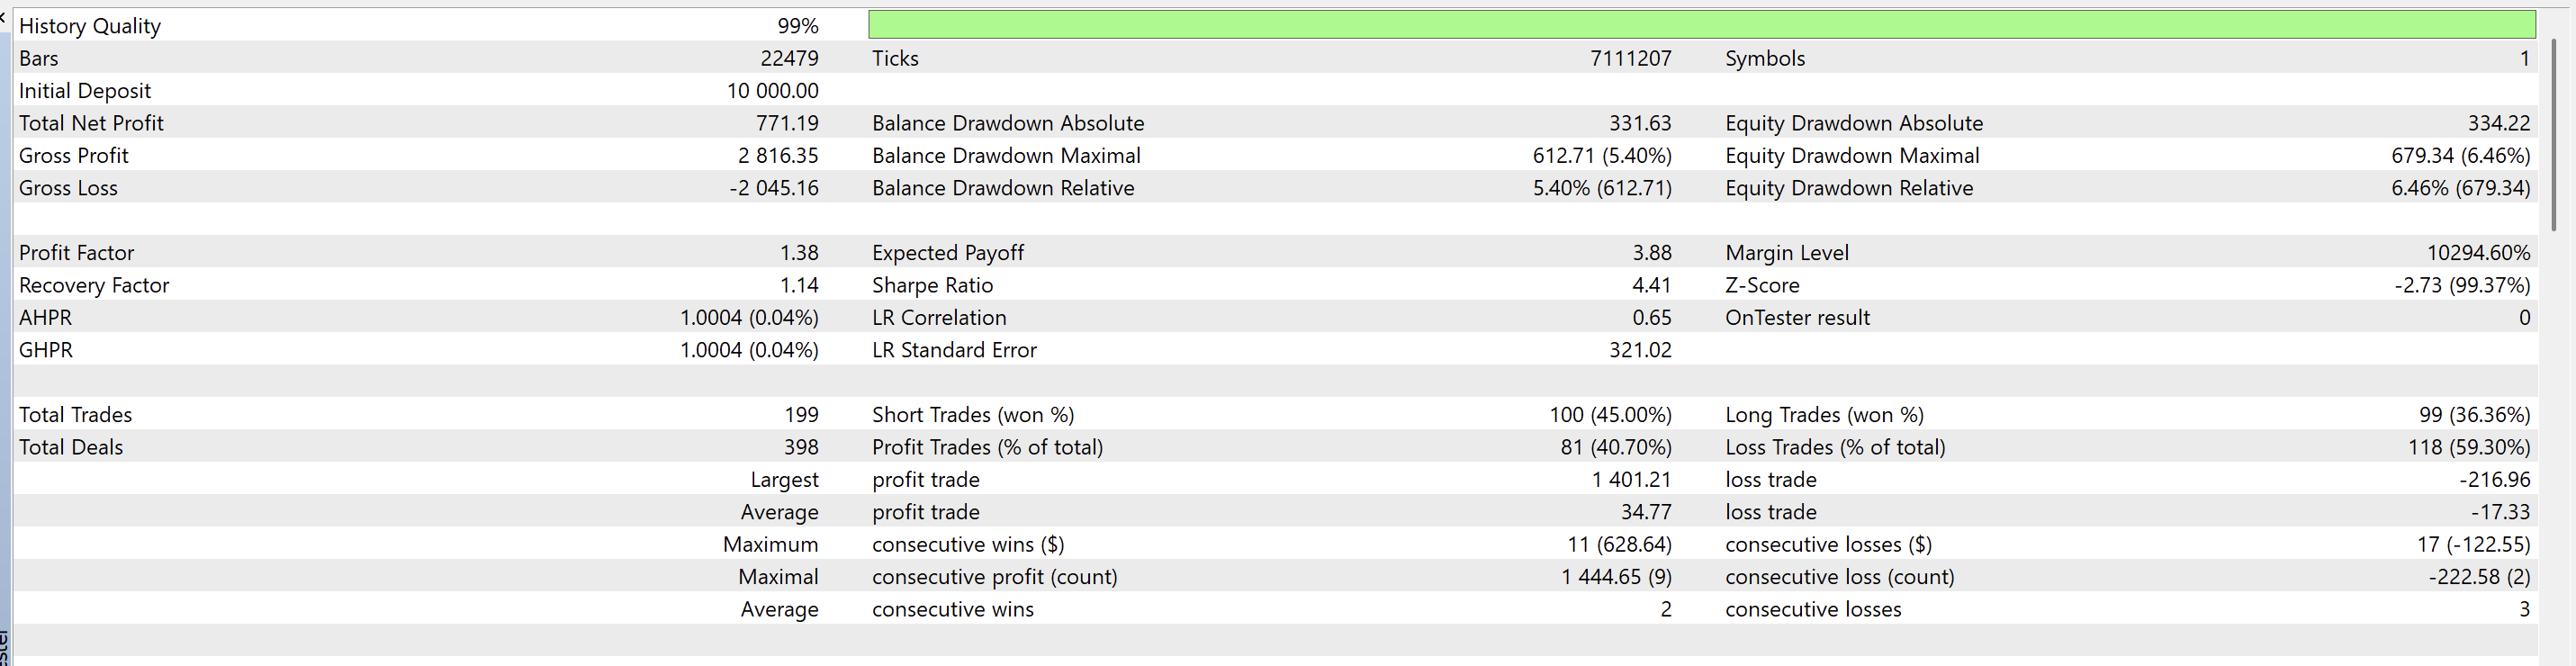 History Quality 99%
Bars 22479 Ticks 7111207 Symbols 1
Initial Deposit 10 000.00
Total Net Profit 771.19 Balance Drawdown Absolute 331.63 Equity Drawdown Absolute 334.22
Gross Profit 2 816.35 Balance Drawdown Maximal 612.71 (5.40%) Equity Drawdown Maximal 679.34 (6.46%)
Gross Loss -2 045.16 Balance Drawdown Relative 5.40% (612.71) Equity Drawdown Relative 6.46% (679.34)
Profit Factor 1.38 Expected Payoff 3.88 Margin Level 10294.60%
Recovery Factor 1.14 Sharpe Ratio 4.41 Z-Score -2.73 (99.37%)
AHPR 1.0004 (0.04%) LR Correlation 0.65 OnTester result 0
GHPR 1.0004 (0.04%) LR Standard Error 321.02
Total Trades 199 Short Trades (won %) 100 (45.00%) Long Trades (won %) 99 (36.36%)
Total Deals 398 Profit Trades (% of total) 81 (40.70%) Loss Trades (% of total) 118 (59.30%)
Largest profit trade 1 401.21 loss trade -216.96
Average profit trade 34.77 loss trade -17.33
Maximum consecutive wins ($) 11 (628.64) consecutive losses ($) 17 (-122.55)
Maximal consecutive profit (count) 1 444.65 (9) consecutive loss (count) -222.58 (2)
Average consecutive wins 2 consecutive losses 3